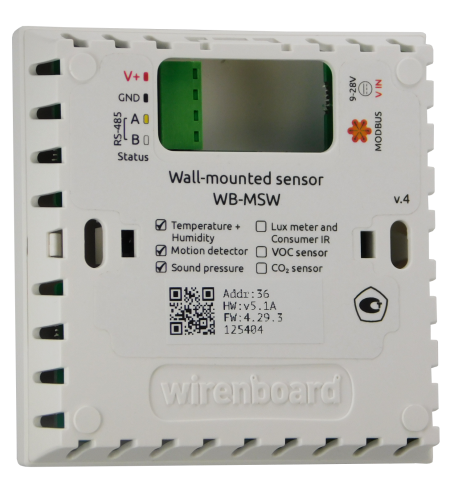 V+
GND
RS-485
A
B
Status
9-28V
V IN
MODBUS
Wall-mounted sensor
WB-MSW
v.4
Temperature +
Humidity
Motion detector
Sound pressure
Lux meter and
Consumer IR
VOC sensor
CO₂ sensor
Addr:36
HW:v5.1A
FW:4.29.3
125404
wirenboard